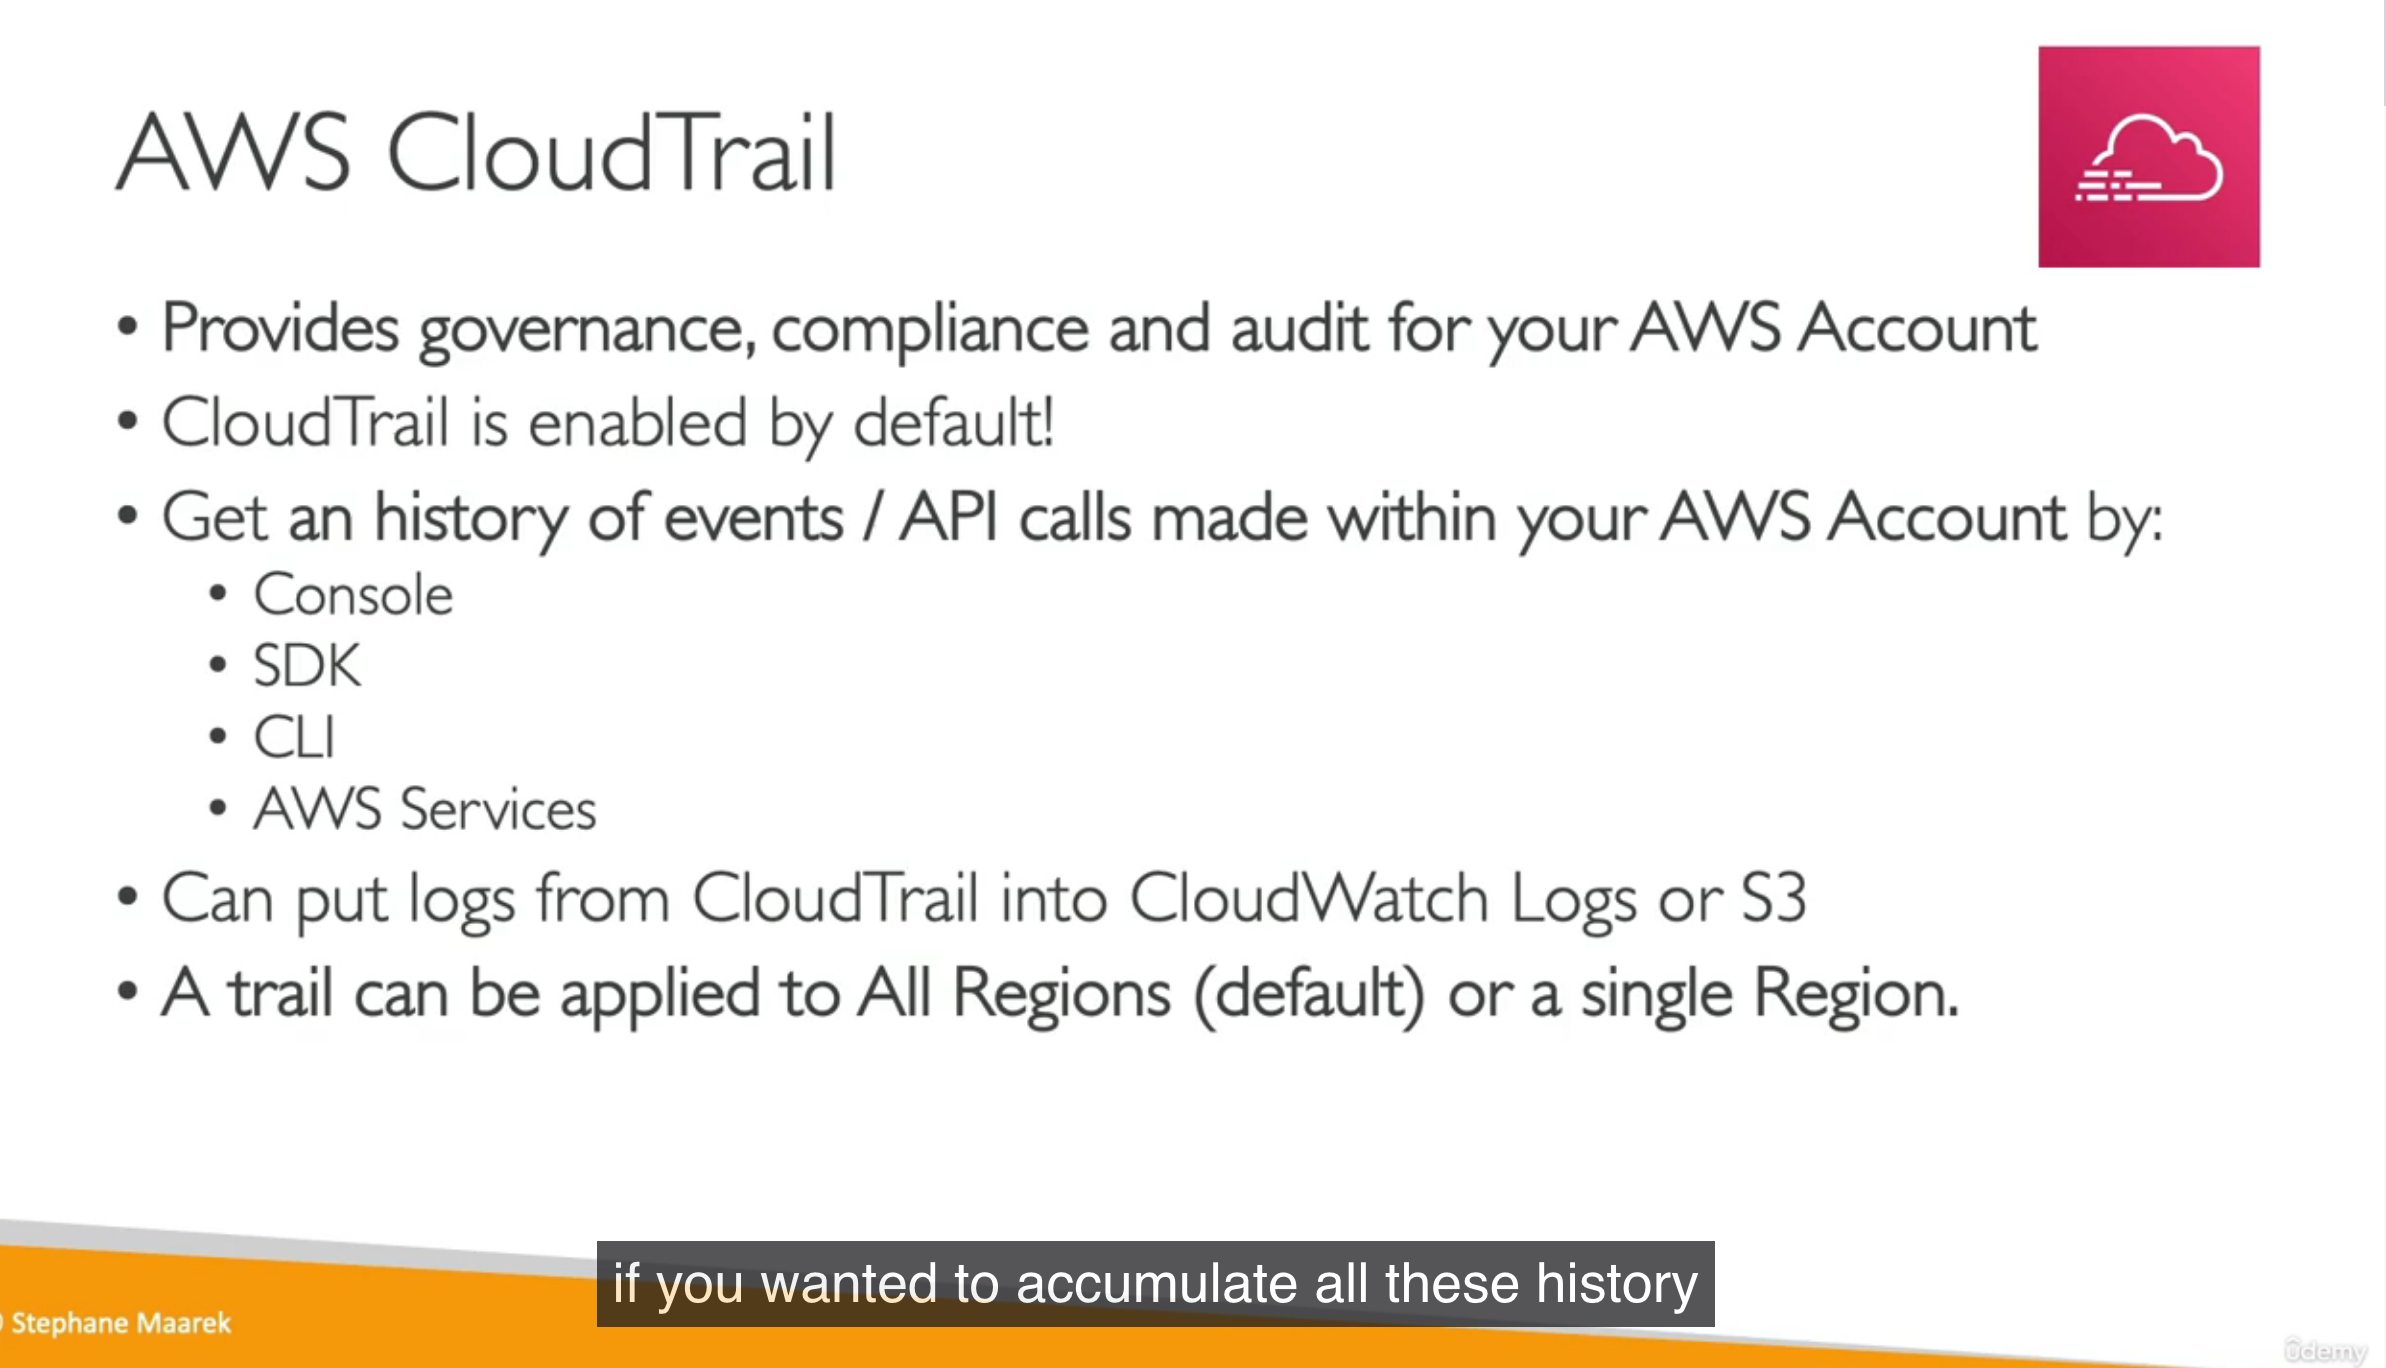 AWS CloudTrail
• Provides governance, compliance and audit for your AWS Account
• CloudTrail is enabled by default!
• Get an history of events / API calls made within your AWS Account by:
• Console
• SDK
• CLI
• AWS Services
• Can put logs from CloudTrail into CloudWatch Logs or S3
• A trail can be applied to All Regions (default) or a single Region.
if you wanted to accumulate all these history
Stephane Maarek
ûdemy